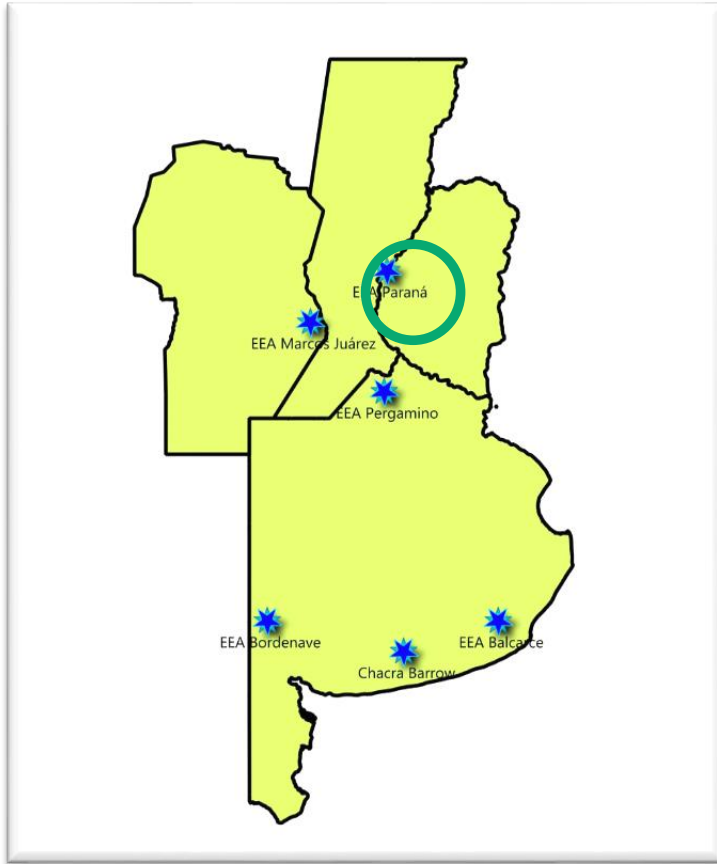 EEA Paraná
EEA Marcos Juárez
EEA Pergamino
EEA Bordenave
EEA Balcarce
Chacra Barrow